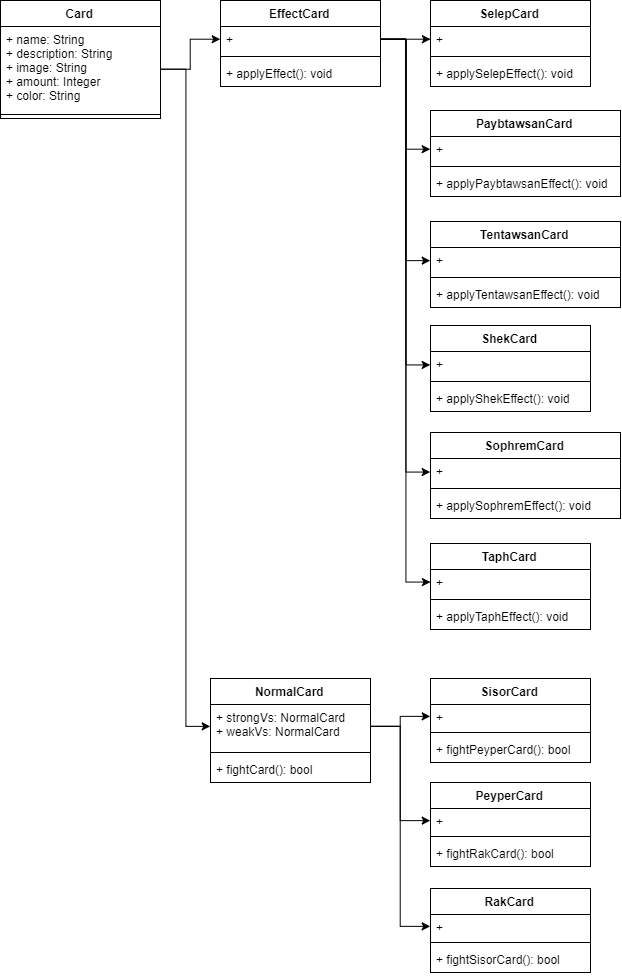 Card
+ name: String
+ description: String
+ image: String
+ amount: Integer
+ color: String
EffectCard
+
+ applyEffect(): void
SelepCard
+
+ applySelepEffect(): void
PaybtawsanCard
+
+ applyPaybtawsanEffect(): void
TentawsanCard
+
+ applyTentawsanEffect(): void
ShekCard
+
+ applyShekEffect(): void
SophremCard
+
+ applySophremEffect(): void
TaphCard
+
+ applyTaphEffect(): void
NormalCard
+ strongVs: NormalCard
+ weakVs: NormalCard
+ fightCard(): bool
SisorCard
+
+ fightPeyperCard(): bool
PeyperCard
+
+ fightRakCard(): bool
RakCard
+
+ fightSisorCard(): bool